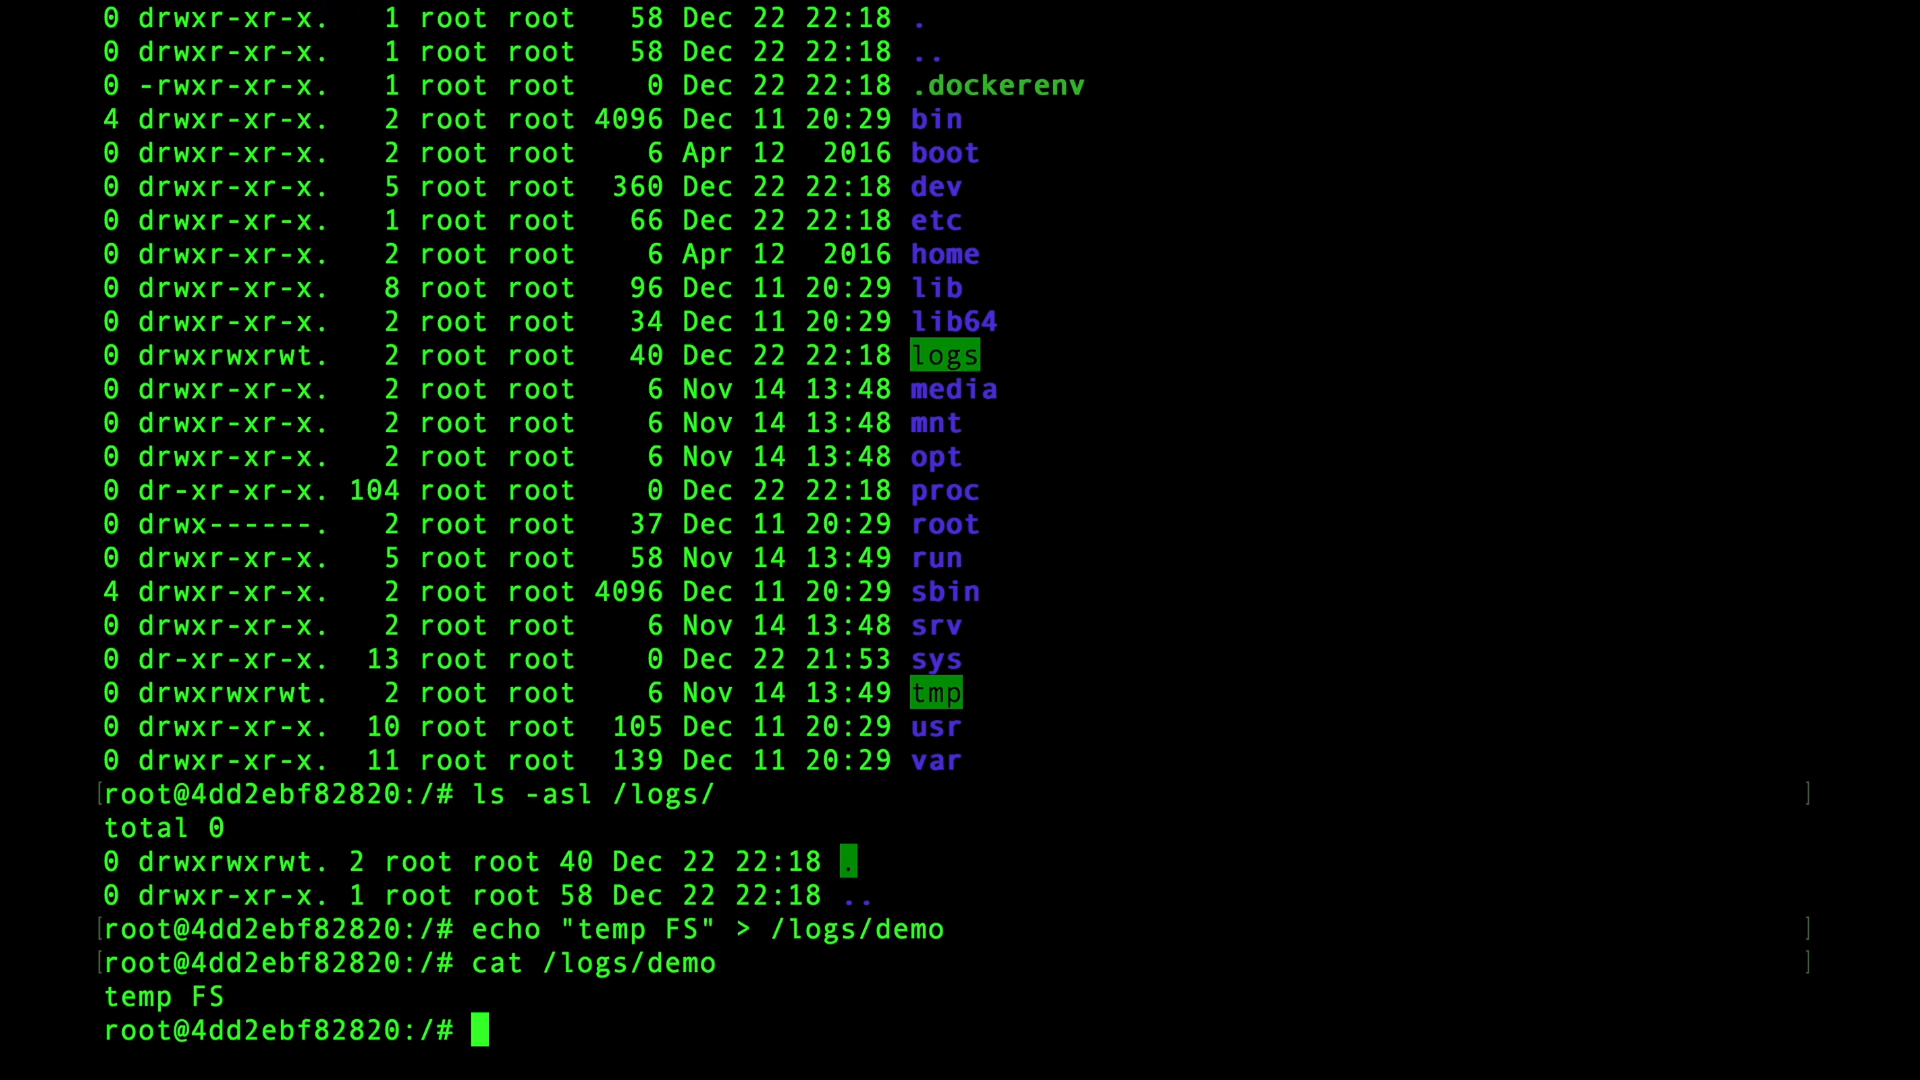 0 drwxr-xr-x.   1 root root   58 Dec 22 22:18 .
0 drwxr-xr-x.   1 root root   58 Dec 22 22:18 ..
0 -rwxr-xr-x.   1 root root    0 Dec 22 22:18 .dockerenv
4 drwxr-xr-x.   2 root root 4096 Dec 11 20:29 bin
0 drwxr-xr-x.   2 root root    6 Apr 12  2016 boot
0 drwxr-xr-x.   5 root root  360 Dec 22 22:18 dev
0 drwxr-xr-x.   1 root root   66 Dec 22 22:18 etc
0 drwxr-xr-x.   2 root root    6 Apr 12  2016 home
0 drwxr-xr-x.   8 root root   96 Dec 11 20:29 lib
0 drwxr-xr-x.   2 root root   34 Dec 11 20:29 lib64
0 drwxrwxrwt.   2 root root   40 Dec 22 22:18 logs
0 drwxr-xr-x.   2 root root    6 Nov 14 13:48 media
0 drwxr-xr-x.   2 root root    6 Nov 14 13:48 mnt
0 drwxr-xr-x.   2 root root    6 Nov 14 13:48 opt
0 dr-xr-xr-x. 104 root root    0 Dec 22 22:18 proc
0 drwx------.   2 root root   37 Dec 11 20:29 root
0 drwxr-xr-x.   5 root root   58 Nov 14 13:49 run
4 drwxr-xr-x.   2 root root 4096 Dec 11 20:29 sbin
0 drwxr-xr-x.   2 root root    6 Nov 14 13:48 srv
0 dr-xr-xr-x.  13 root root    0 Dec 22 21:53 sys
0 drwxrwxrwt.   2 root root    6 Nov 14 13:49 tmp
0 drwxr-xr-x.  10 root root  105 Dec 11 20:29 usr
0 drwxr-xr-x.  11 root root  139 Dec 11 20:29 var
[root@4dd2ebf82820:/# ls -asl /logs/ ]
total 0
0 drwxrwxrwt. 2 root root 40 Dec 22 22:18 .
0 drwxr-xr-x. 1 root root 58 Dec 22 22:18 ..
[root@4dd2ebf82820:/# echo "temp FS" > /logs/demo ]
[root@4dd2ebf82820:/# cat /logs/demo ]
temp FS
root@4dd2ebf82820:/#